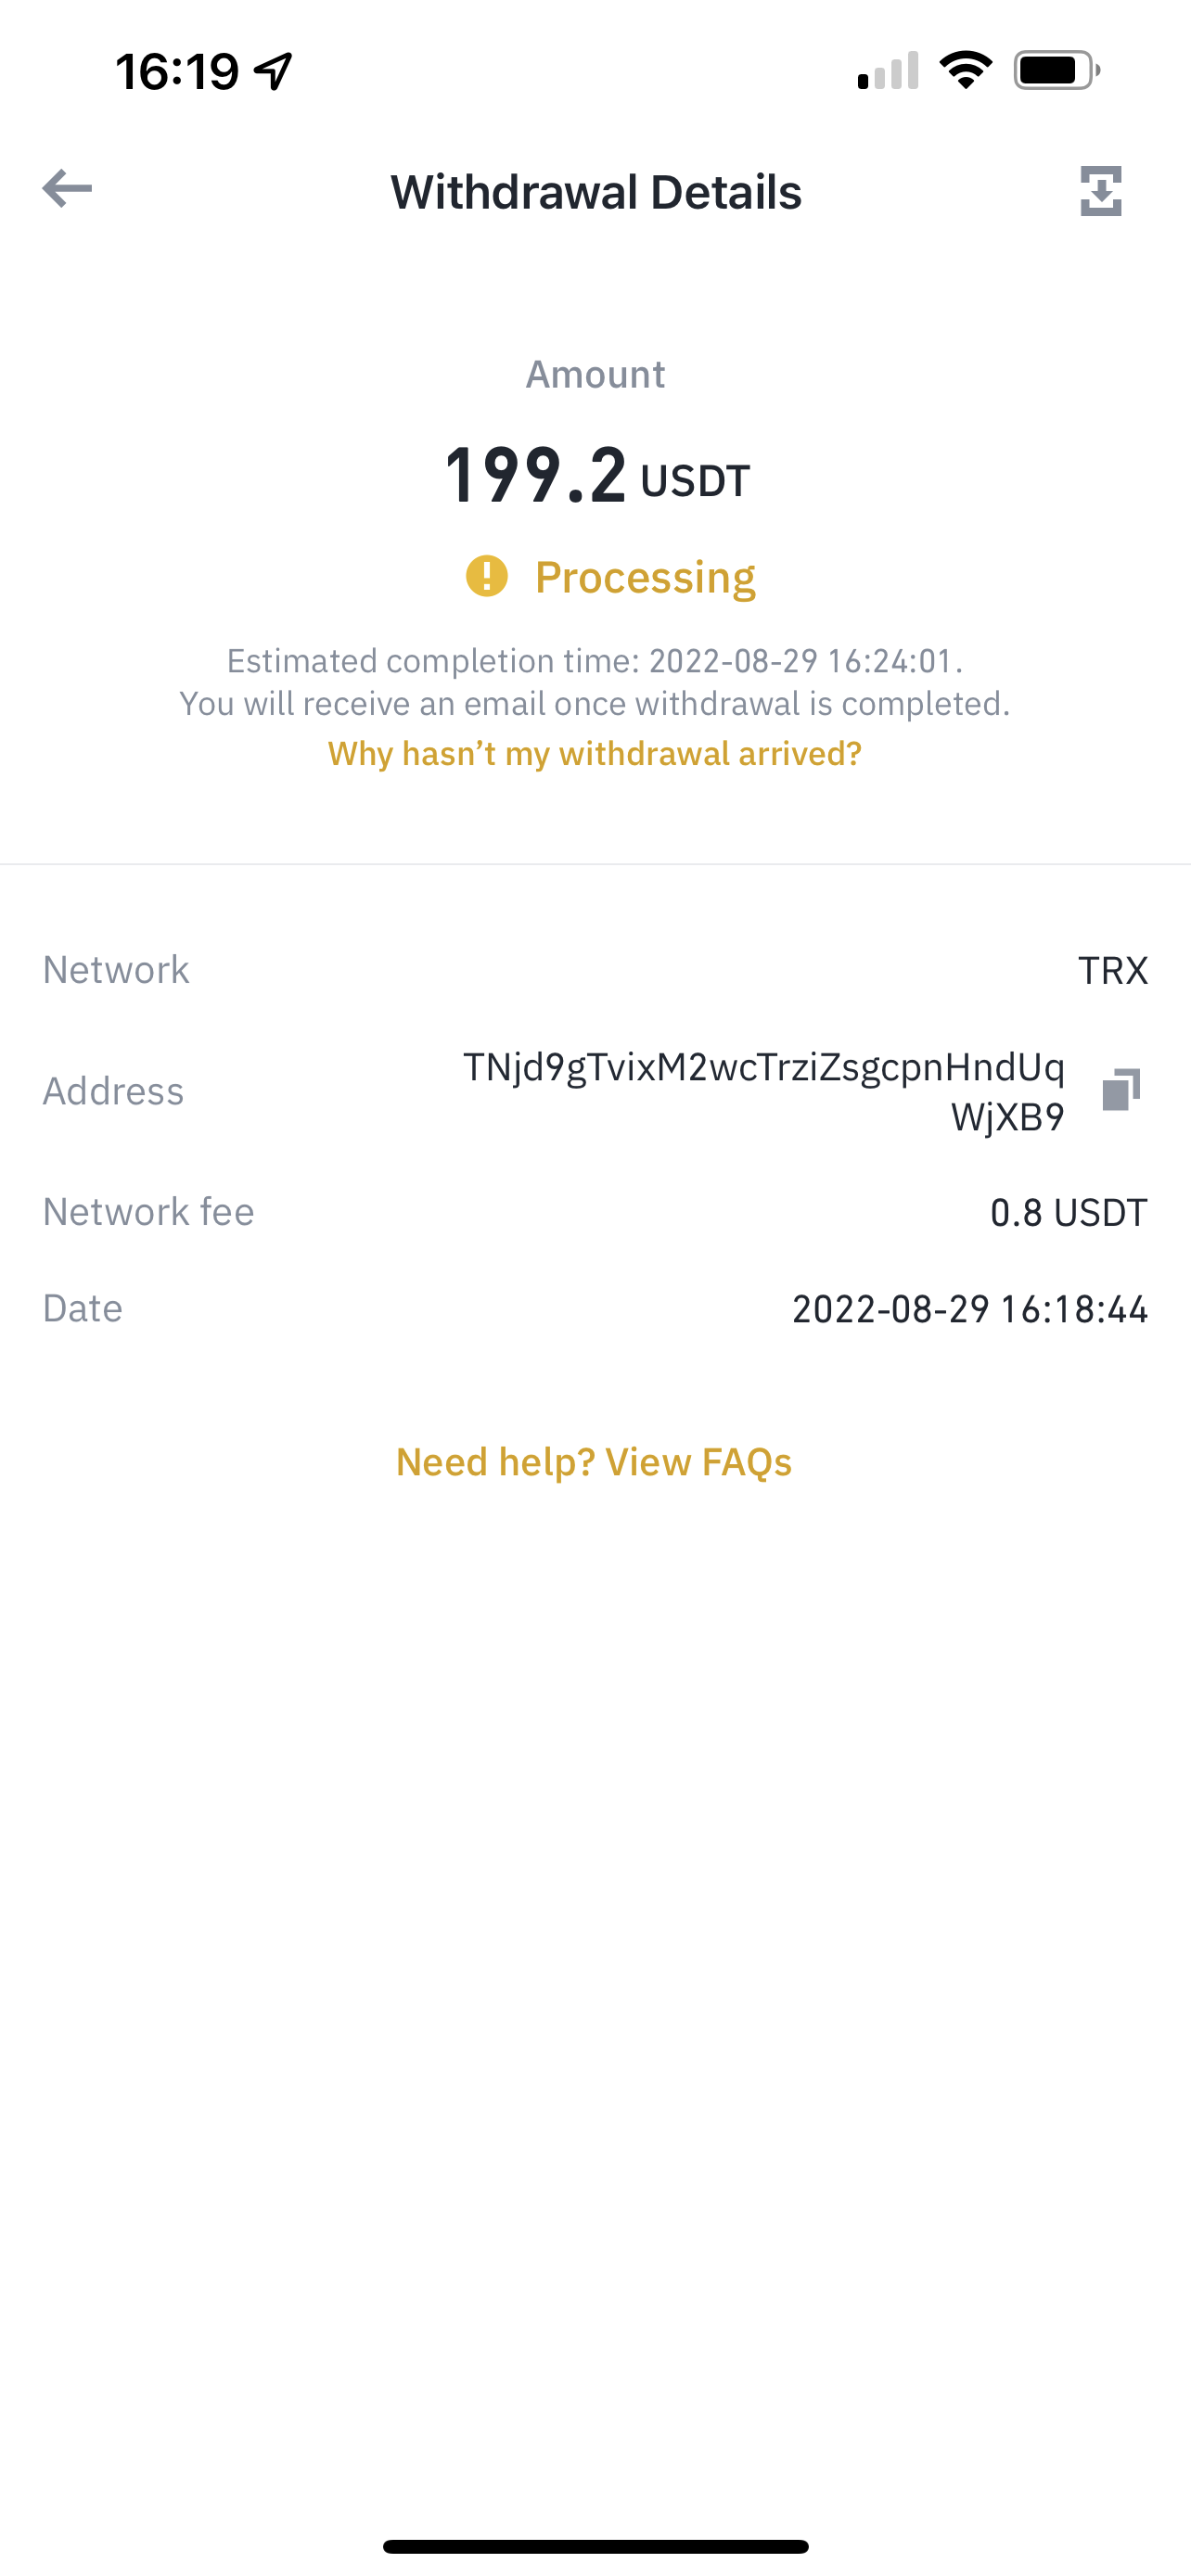 16:19
Withdrawal Details
Amount
199.2 USDT
Processing
Estimated completion time: 2022-08-29 16:24:01.
You will receive an email once withdrawal is completed.
Why hasn’t my withdrawal arrived?
Network TRX
Address TNjd9gTvixM2wcTrziZsgcpnHndUq
WjXB9
Network fee 0.8 USDT
Date 2022-08-29 16:18:44
Need help? View FAQs